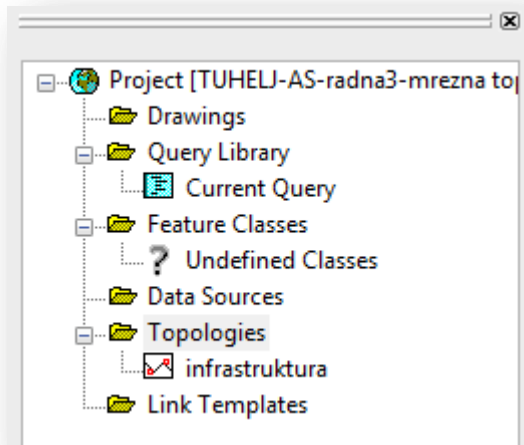 Project [TUHELJ-AS-radna3-mrezna top
Drawings
Query Library
Current Query
Feature Classes
Undefined Classes
Data Sources
Topologies
infrastruktura
Link Templates